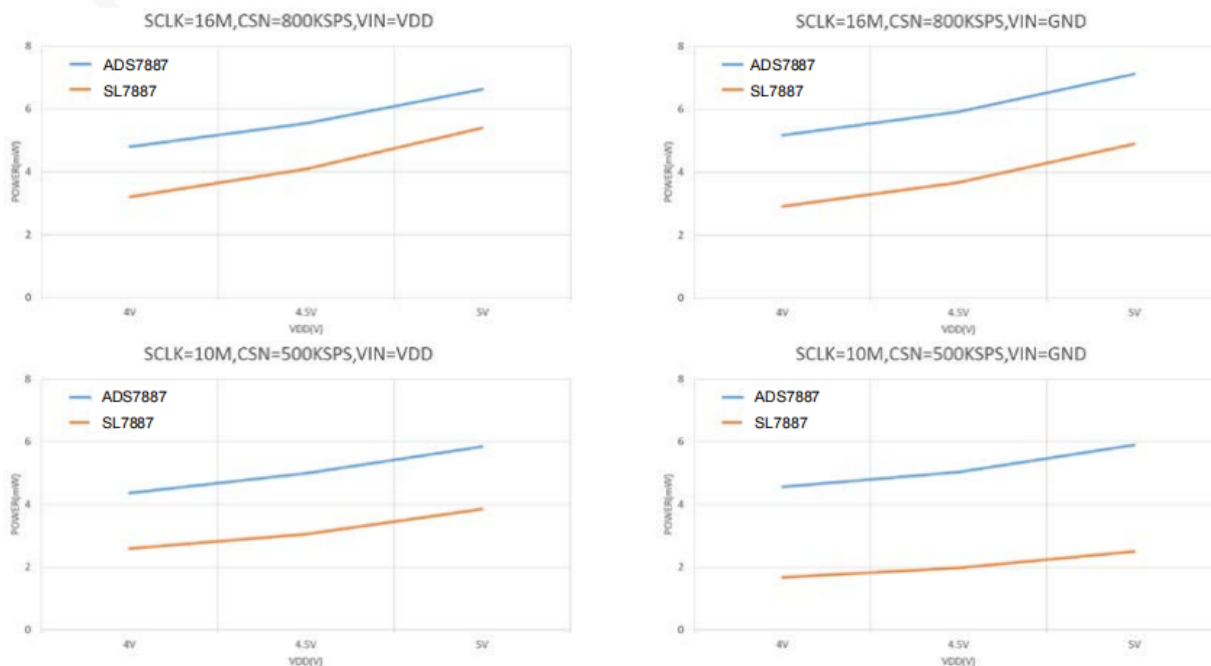 SCLK=16M,CSN=800KSPS,VIN=VDD
8
ADS7887
SL7887
6
4
2
0
POWER(mW)
4V
4.5V
5V
VDD(V)
SCLK=16M,CSN=800KSPS,VIN=GND
8
ADS7887
SL7887
6
4
2
0
POWER(mW)
4V
4.5V
5V
VDD(V)
SCLK=10M,CSN=500KSPS,VIN=VDD
8
ADS7887
SL7887
6
4
2
0
POWER(mW)
4V
4.5V
5V
VDD(V)
SCLK=10M,CSN=500KSPS,VIN=GND
8
ADS7887
SL7887
6
4
2
0
POWER(mW)
4V
4.5V
5V
VDD(V)